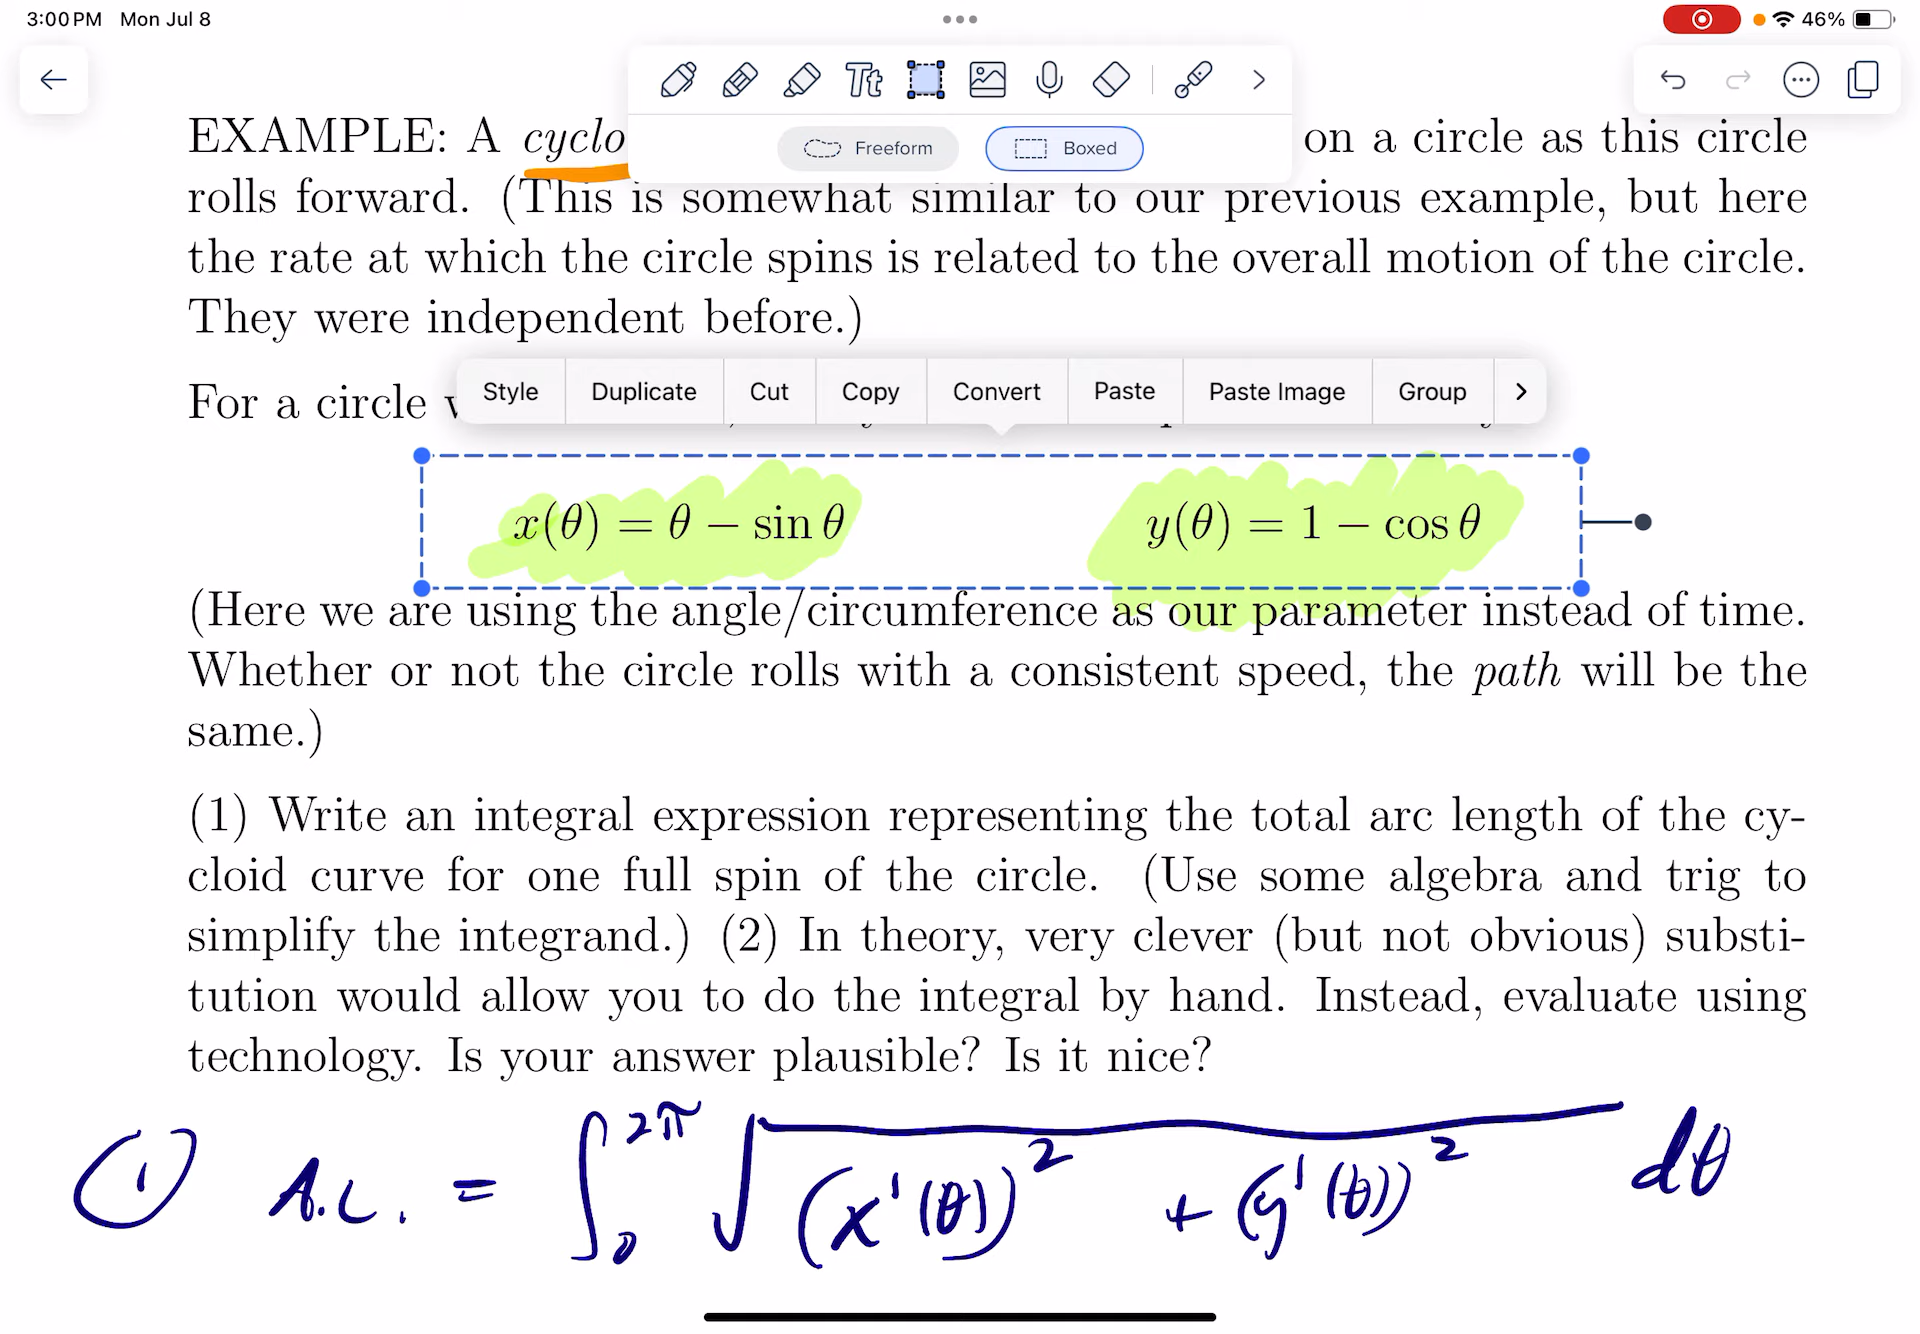 3:00 PM Mon Jul 8
46%
Tt
Freeform
Boxed
EXAMPLE: A cyclo on a circle as this circle
rolls forward. (This is somewhat similar to our previous example, but here
the rate at which the circle spins is related to the overall motion of the circle.
They were independent before.)
Style Duplicate Cut Copy Convert Paste Paste Image Group
For a circle
x(θ) = θ − sin θ y(θ) = 1 − cos θ
(Here we are using the angle/circumference as our parameter instead of time.
Whether or not the circle rolls with a consistent speed, the path will be the
same.)
(1) Write an integral expression representing the total arc length of the cy-
cloid curve for one full spin of the circle. (Use some algebra and trig to
simplify the integrand.) (2) In theory, very clever (but not obvious) substi-
tution would allow you to do the integral by hand. Instead, evaluate using
technology. Is your answer plausible? Is it nice?
① A.L. = ∫₀^2π √((x'(θ))² + (y'(θ))²) dθ